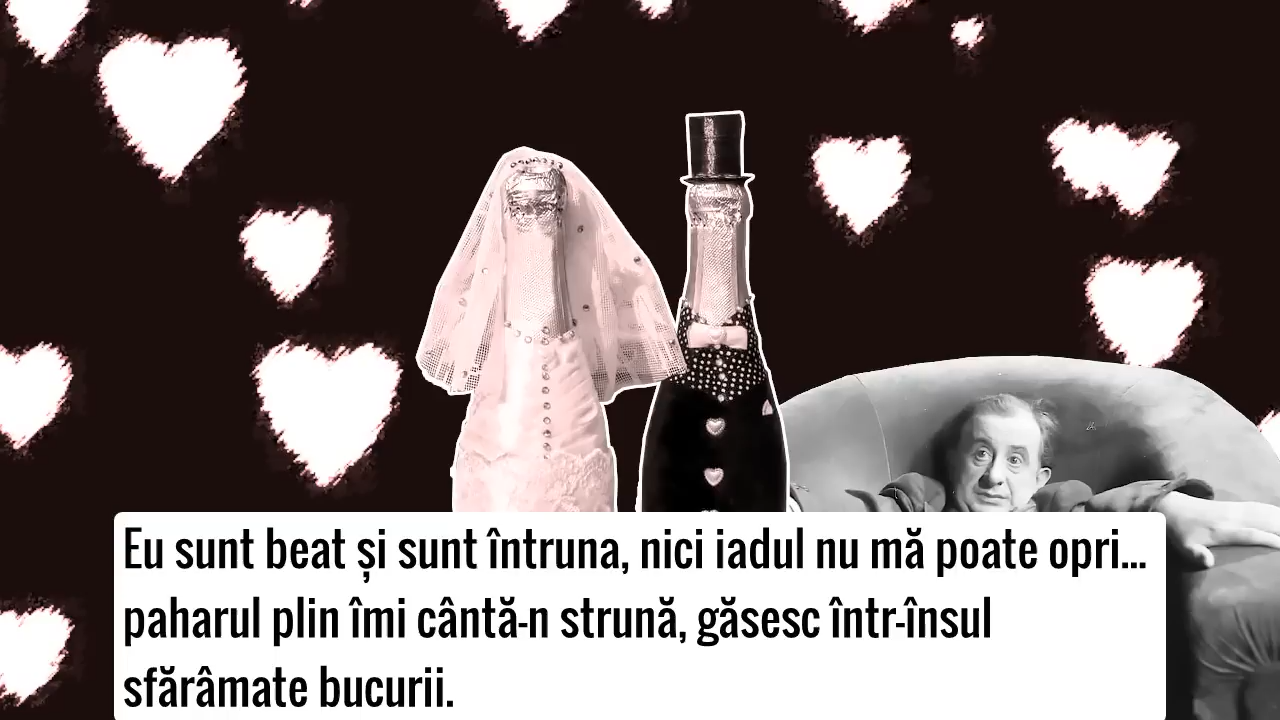 Eu sunt beat și sunt întruna, nici iadul nu mă poate opri...
paharul plin îmi cântă-n strună, găsesc într-însul
sfărâmate bucurii.